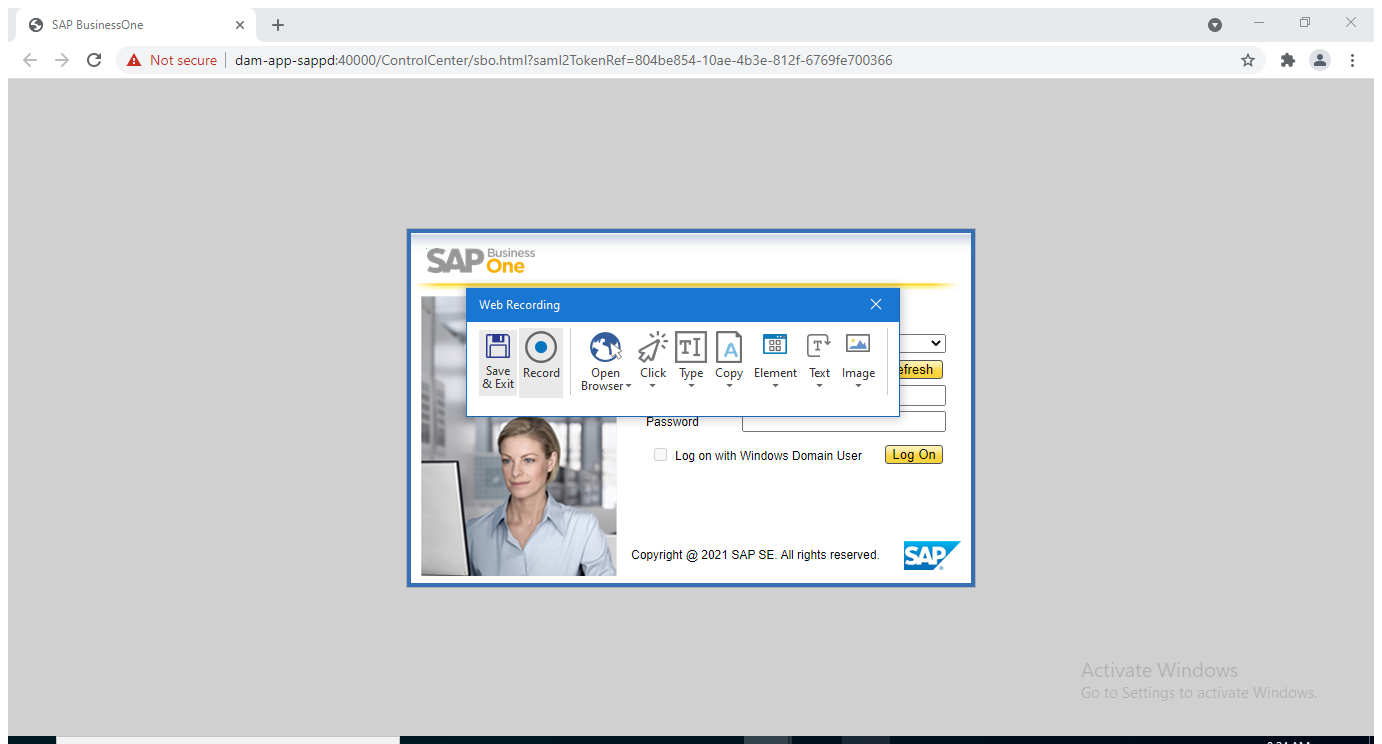 SAP BusinessOne
Not secure
dam-app-sappd:40000/ControlCenter/sbo.html?saml2TokenRef=804be854-10ae-4b3e-812f-6769fe700366
SAP Business
One
Web Recording
Save
& Exit
Record
Open
Browser
Click
Type
Copy
Element
Text
Image
efresh
Password
Log on with Windows Domain User
Log On
Copyright @ 2021 SAP SE. All rights reserved.
SAP
Activate Windows
Go to Settings to activate Windows.